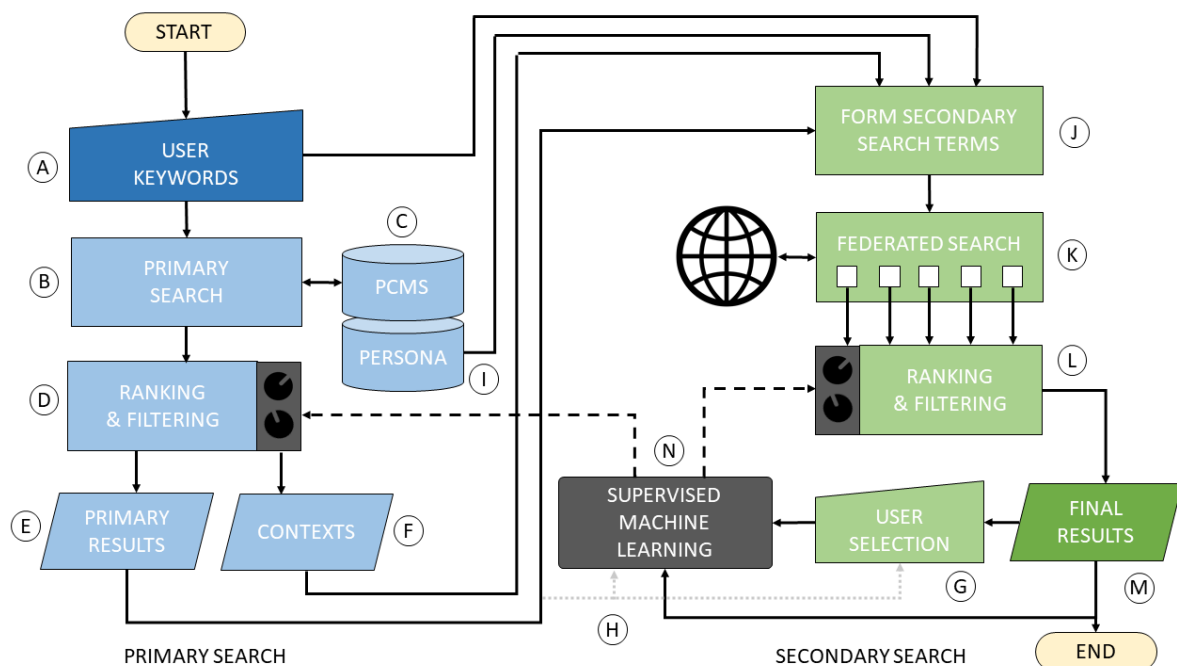 START
A
USER
KEYWORDS
FORM SECONDARY
SEARCH TERMS
J
C
B
PRIMARY
SEARCH
PCMS
FEDERATED SEARCH
K
PERSONA
I
D
RANKING
& FILTERING
RANKING
& FILTERING
L
N
E
PRIMARY
RESULTS
CONTEXTS
F
SUPERVISED
MACHINE
LEARNING
USER
SELECTION
FINAL
RESULTS
G
M
H
PRIMARY SEARCH
SECONDARY SEARCH
END